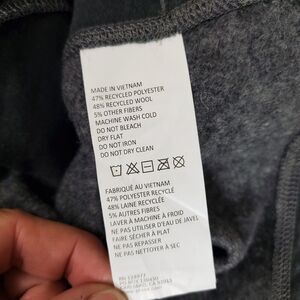 MADE IN VIETNAM
47% RECYCLED POLYESTER
48% RECYCLED WOOL
5% OTHER FIBERS
MACHINE WASH COLD
DO NOT BLEACH
DRY FLAT
DO NOT IRON
DO NOT DRY CLEAN
FABRIQUÉ AU VIETNAM
47% POLYESTER RECYCLÉ
48% LAINE RECYCLÉE
5% AUTRES FIBRES
LAVER À MACHINE À FROID
NE PAS UTILISER D'EAU DE JAVEL
FAIRE SÉCHER À PLAT
NE PAS REPASSER
NE PAS NETTOYER À SEC